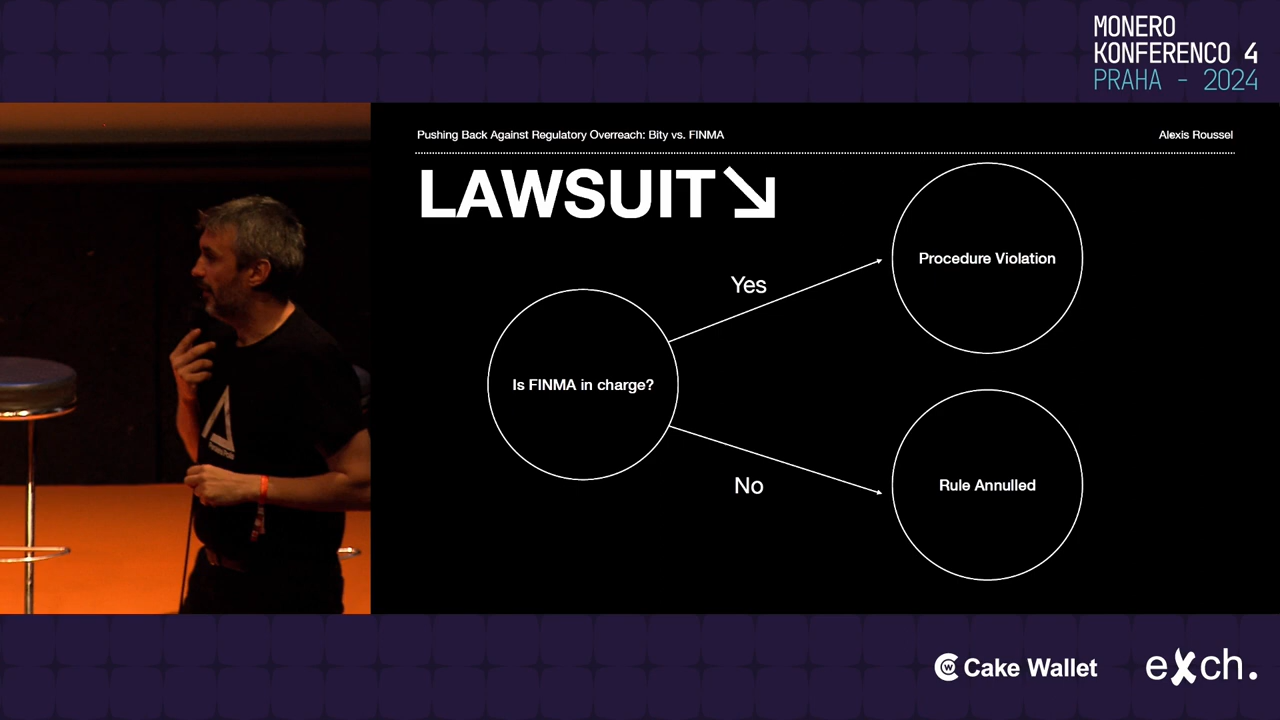 MONERO
KONFERENCO 4
PRAHA - 2024
Pushing Back Against Regulatory Overreach: Bity vs. FINMA
Alexis Roussel
LAWSUIT
Procedure Violation
Yes
Is FINMA in charge?
No
Rule Annulled
Cake Wallet
exch.